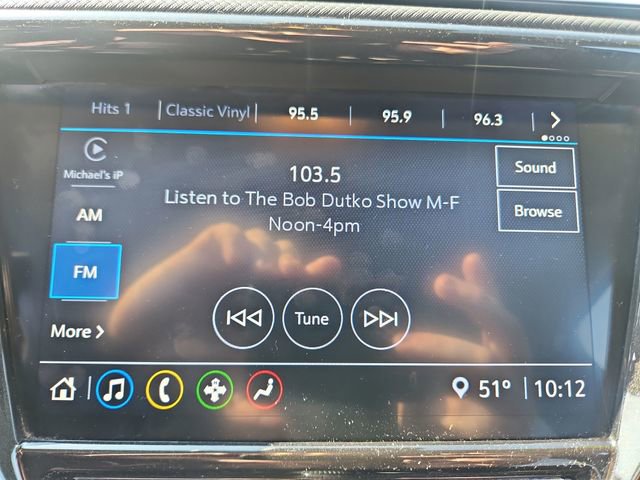 Hits 1 Classic Vinyl 95.5 95.9 96.3
Michael's iP
103.5
Sound
Listen to The Bob Dutko Show M-F
Noon-4pm
Browse
AM
FM
Tune
More
51° 10:12